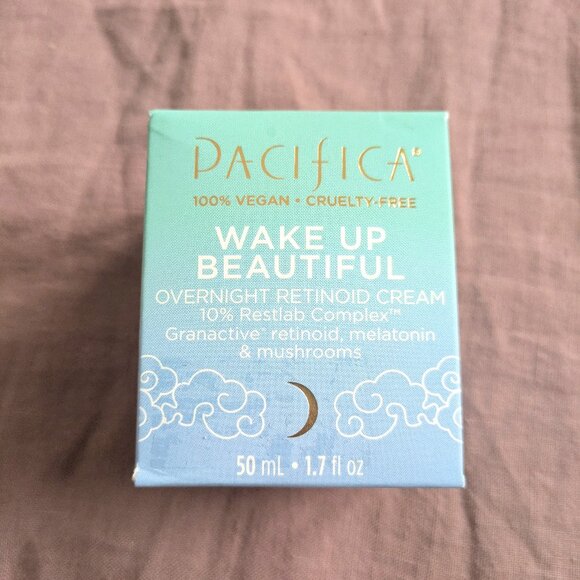 PACIFICA
100% VEGAN • CRUELTY-FREE
WAKE UP
BEAUTIFUL
OVERNIGHT RETINOID CREAM
10% Restlab Complex™
Granactive™ retinoid, melatonin
& mushrooms
50 mL • 1.7 fl oz